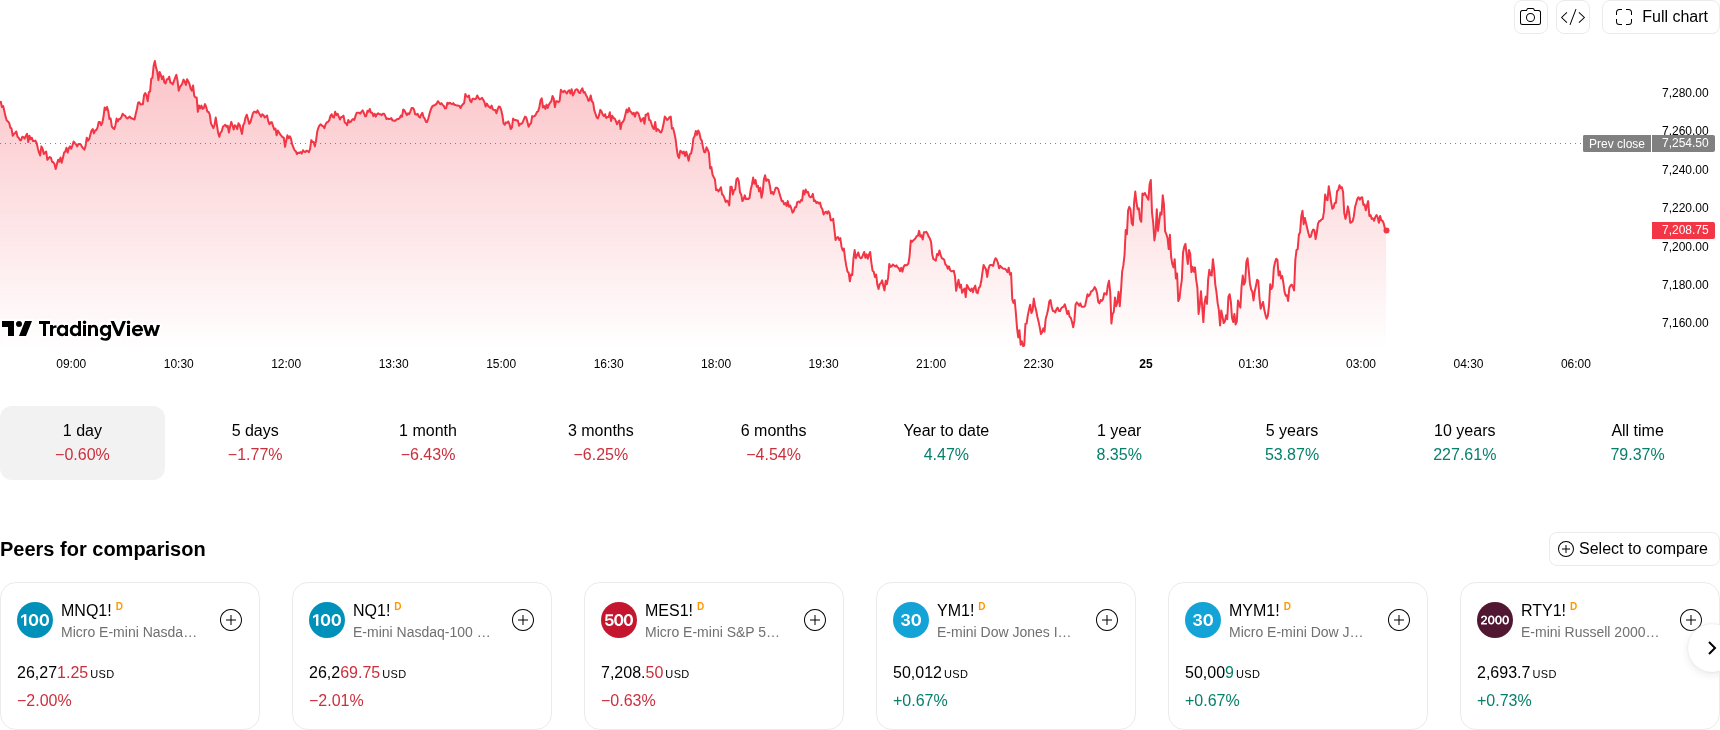 Full chart
7,280.00
7,260.00
Prev close 7,254.50
7,240.00
7,220.00
7,208.75
7,200.00
7,180.00
7,160.00
TradingView
09:00 10:30 12:00 13:30 15:00 16:30 18:00 19:30 21:00 22:30 25 01:30 03:00 04:30 06:00
1 day 5 days 1 month 3 months 6 months Year to date 1 year 5 years 10 years All time
−0.60% −1.77% −6.43% −6.25% −4.54% 4.47% 8.35% 53.87% 227.61% 79.37%
Peers for comparison
Select to compare
100 MNQ1! D
Micro E-mini Nasda…
26,271.25 USD
−2.00%
100 NQ1! D
E-mini Nasdaq-100 …
26,269.75 USD
−2.01%
500 MES1! D
Micro E-mini S&P 5…
7,208.50 USD
−0.63%
30 YM1! D
E-mini Dow Jones I…
50,012 USD
+0.67%
30 MYM1! D
Micro E-mini Dow J…
50,009 USD
+0.67%
2000 RTY1! D
E-mini Russell 2000…
2,693.7 USD
+0.73%